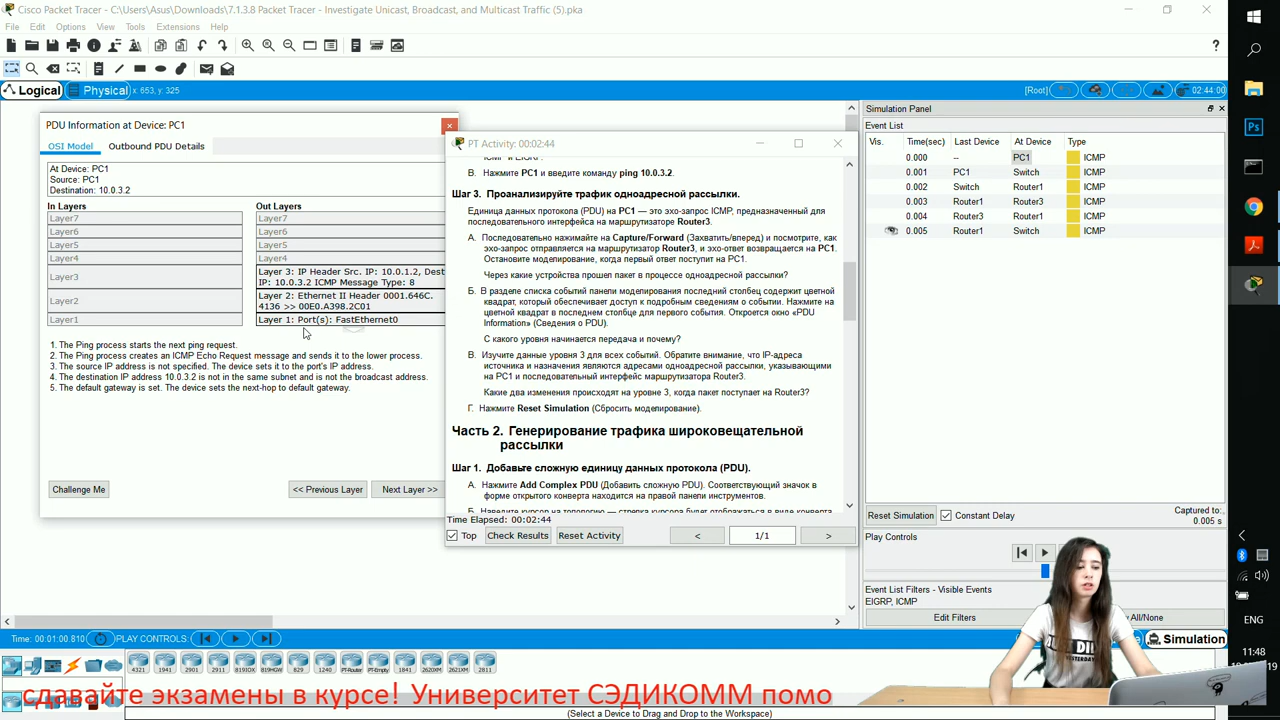 Cisco Packet Tracer - C:\Users\Asus\Downloads\7.1.3.8 Packet Tracer - Investigate Unicast, Broadcast, and Multicast Traffic (5).pka
File Edit Options View Tools Extensions Help
?
Logical Physical x: 653, y: 325
[Root] 02:44:00
PDU Information at Device: PC1
OSI Model Outbound PDU Details
At Device: PC1
Source: PC1
Destination: 10.0.3.2
In Layers Out Layers
Layer7 Layer7
Layer6 Layer6
Layer5 Layer5
Layer4 Layer4
Layer3
Layer 3: IP Header Src. IP: 10.0.1.2, Dest
IP: 10.0.3.2 ICMP Message Type: 8
Layer2
Layer 2: Ethernet II Header 0001.646C.
4136 >> 00E0.A398.2C01
Layer1 Layer 1: Port(s): FastEthernet0
1. The Ping process starts the next ping request.
2. The Ping process creates an ICMP Echo Request message and sends it to the lower process.
3. The source IP address is not specified. The device sets it to the port's IP address.
4. The destination IP address 10.0.3.2 is not in the same subnet and is not the broadcast address.
5. The default gateway is set. The device sets the next-hop to default gateway.
Challenge Me << Previous Layer Next Layer >>
PT Activity: 00:02:44
ICMP и EIGRP.
В. Нажмите PC1 и введите команду ping 10.0.3.2.
Шаг 3. Проанализируйте трафик одноадресной рассылки.
Единица данных протокола (PDU) на PC1 — это эхо-запрос ICMP, предназначенный для
последовательного интерфейса на маршрутизаторе Router3.
А. Последовательно нажимайте на Capture/Forward (Захватить/вперед) и посмотрите, как
эхо-запрос отправляется на маршрутизатор Router3, и эхо-ответ возвращается на PC1.
Остановите моделирование, когда первый ответ поступит на PC1.
Через какие устройства прошел пакет в процессе одноадресной рассылки?
Б. В разделе списка событий панели моделирования последний столбец содержит цветной
квадрат, который обеспечивает доступ к подробным сведениям о событии. Нажмите на
цветной квадрат в последнем столбце для первого события. Откроется окно «PDU
Information» (Сведения о PDU).
С какого уровня начинается передача и почему?
В. Изучите данные уровня 3 для всех событий. Обратите внимание, что IP-адреса
источника и назначения являются адресами одноадресной рассылки, указывающими
на PC1 и последовательный интерфейс маршрутизатора Router3.
Какие два изменения происходят на уровне 3, когда пакет поступает на Router3?
Г. Нажмите Reset Simulation (Сбросить моделирование).
Часть 2. Генерирование трафика широковещательной
рассылки
Шаг 1. Добавьте сложную единицу данных протокола (PDU).
А. Нажмите Add Complex PDU (Добавить сложную PDU). Соответствующий значок в
форме открытого конверта находится на правой панели инструментов.
Б. Наведите курсор на топологию — стрелка курсора будет отображаться в виде конверта
Time Elapsed: 00:02:44
Top Check Results Reset Activity < 1/1 >
Simulation Panel
Event List
Vis. Time(sec) Last Device At Device Type
0.000 -- PC1 ICMP
0.001 PC1 Switch ICMP
0.002 Switch Router1 ICMP
0.003 Router1 Router3 ICMP
0.004 Router3 Router1 ICMP
0.005 Router1 Switch ICMP
Reset Simulation Constant Delay
Captured to:
0.005 s
Play Controls
Event List Filters - Visible Events
EIGRP, ICMP
Edit Filters All/None
Time: 00:01:00.810 PLAY CONTROLS:
Simulation
4321 1941 2901 2911 819IOX 819HGW 829 1240 PT-Router PT-Empty 1841 2620XM 2621XM 2811
сдавайте экзамены в курсе! Университет СЭДИКОММ помо
(Select a Device to Drag and Drop to the Workspace)
ENG
11:48